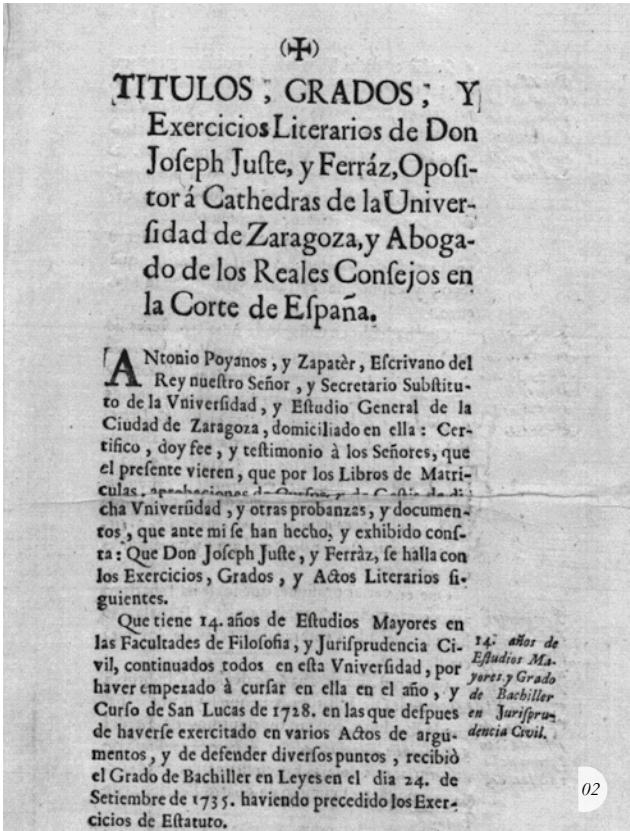 (✠)
TITULOS; GRADOS; Y
Exercicios Literarios de Don
Joſeph Juſte, y Ferráz, Opoſi-
tor á Cathedras de la Univer-
ſidad de Zaragoza, y Aboga-
do de los Reales Conſejos en
la Corte de Eſpaña.
ANtonio Poyanos, y Zapatèr, Eſcrivano del
Rey nueſtro Señor, y Secretario Subſtitu-
to de la Vniverſidad, y Eſtudio General de la
Ciudad de Zaragoza, domiciliado en ella: Cer-
tifico, doy fee, y teſtimonio à los Señores, que
el preſente vieren, que por los Libros de Matri-
culas, aprobaciones de Curſos, y de
cha Vniverſidad, y otras probanzas, y documen-
tos, que ante mi ſe han hecho, y exhibido conſ-
ta: Que Don Joſeph Juſte, y Ferràz, ſe halla con
los Exercicios, Grados, y Actos Literarios ſi-
guientes.
Que tiene 14. años de Eſtudios Mayores en
las Facultades de Filoſofia, y Juriſprudencia Ci-
vil, continuados todos en eſta Vniverſidad, por
haver empezado à curſar en ella en el año, y
Curſo de San Lucas de 1728. en las que deſpues
de haverſe exercitado en varios Actos de argu-
mentos, y de defender diverſos puntos, recibiò
el Grado de Bachiller en Leyes en el dia 24. de
Setiembre de 1735. haviendo precedido los Exer-
cicios de Eſtatuto.
14. años de
Eſtudios Ma-
yores, y Grado
de Bachiller
en Juriſpru-
dencia Civil.
02